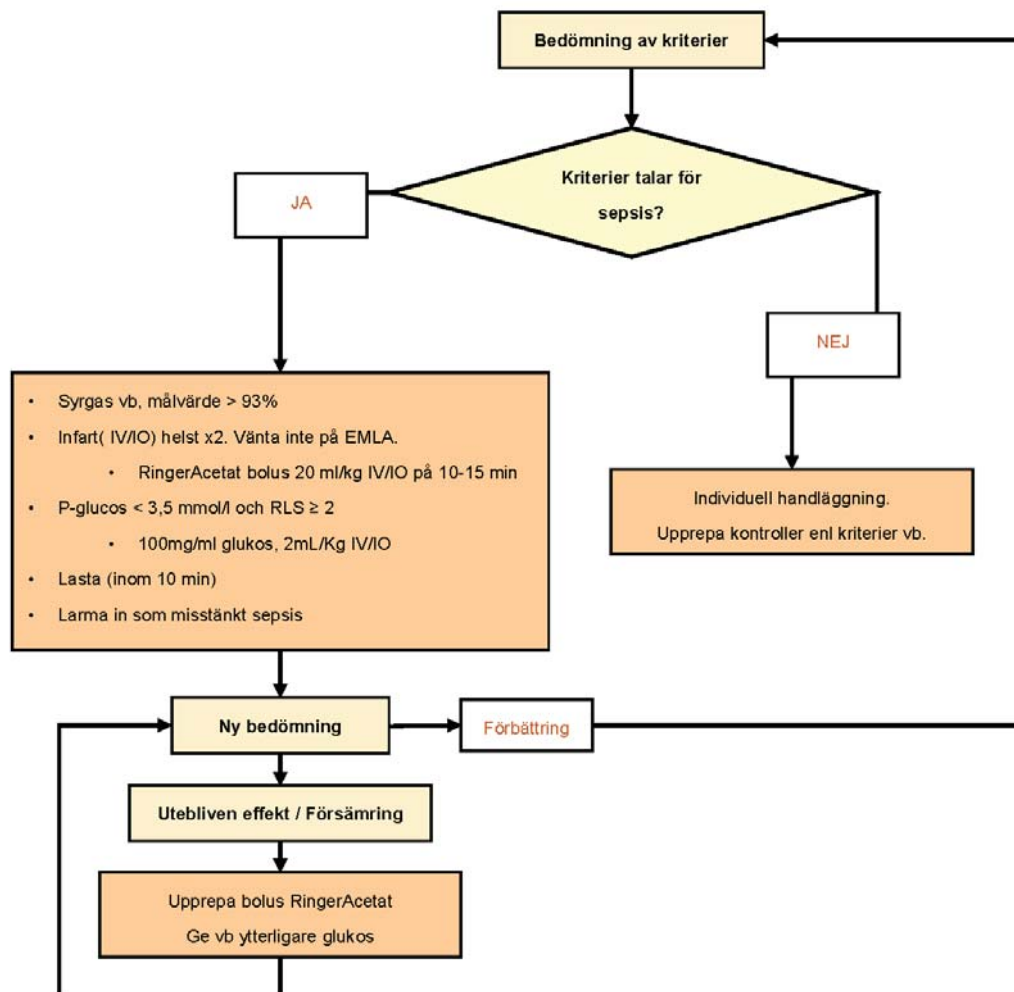 Bedömning av kriterier
Kriterier talar för
sepsis?
JA
NEJ
• Syrgas vb, målvärde > 93%
• Infart( IV/IO) helst x2. Vänta inte på EMLA.
• RingerAcetat bolus 20 ml/kg IV/IO på 10-15 min
• P-glucos < 3,5 mmol/l och RLS ≥ 2
• 100mg/ml glukos, 2mL/Kg IV/IO
• Lasta (inom 10 min)
• Larma in som misstänkt sepsis
Individuell handläggning.
Upprepa kontroller enl kriterier vb.
Ny bedömning
Förbättring
Utebliven effekt / Försämring
Upprepa bolus RingerAcetat
Ge vb ytterligare glukos